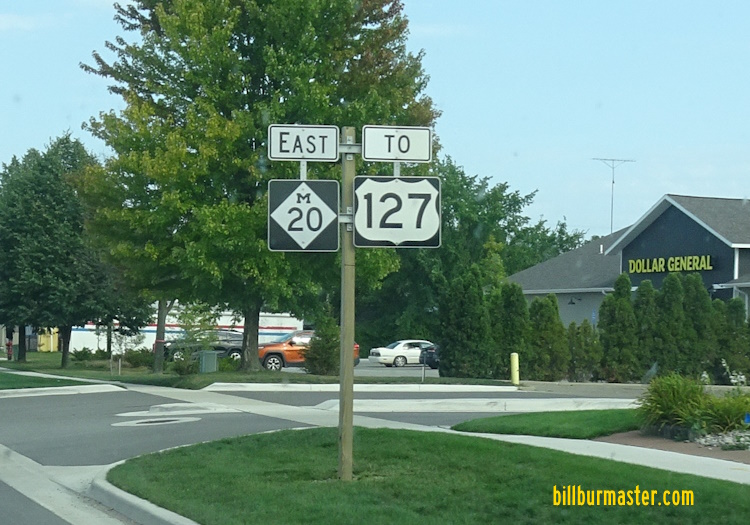 EAST
TO
M
20
127
DOLLAR GENERAL
billburmaster.com